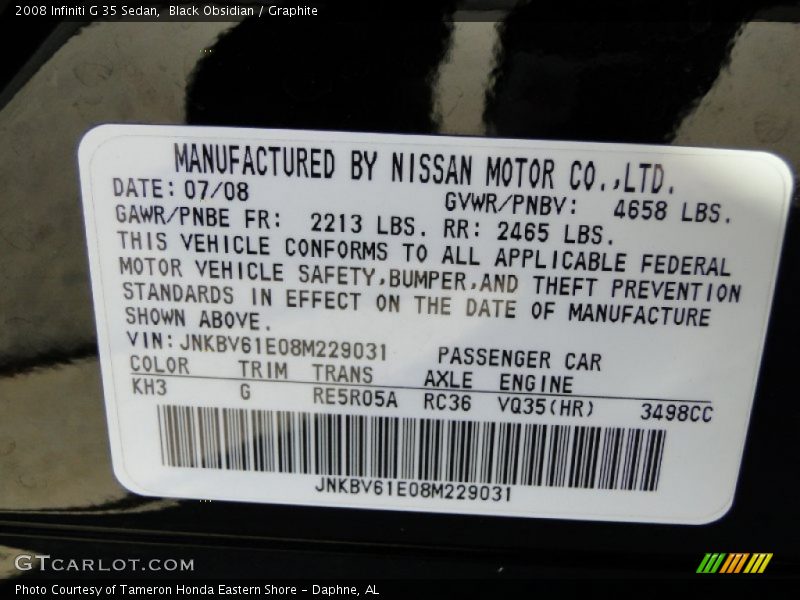 2008 Infiniti G 35 Sedan, Black Obsidian / Graphite
MANUFACTURED BY NISSAN MOTOR CO.,LTD.
DATE: 07/08 GVWR/PNBV: 4658 LBS.
GAWR/PNBE FR: 2213 LBS. RR: 2465 LBS.
THIS VEHICLE CONFORMS TO ALL APPLICABLE FEDERAL
MOTOR VEHICLE SAFETY,BUMPER,AND THEFT PREVENTION
STANDARDS IN EFFECT ON THE DATE OF MANUFACTURE
SHOWN ABOVE.
VIN: JNKBV61E08M229031 PASSENGER CAR
COLOR TRIM TRANS AXLE ENGINE
KH3 G RE5R05A RC36 VQ35(HR) 3498CC
JNKBV61E08M229031
GTCARLOT.COM
Photo Courtesy of Tameron Honda Eastern Shore - Daphne, AL